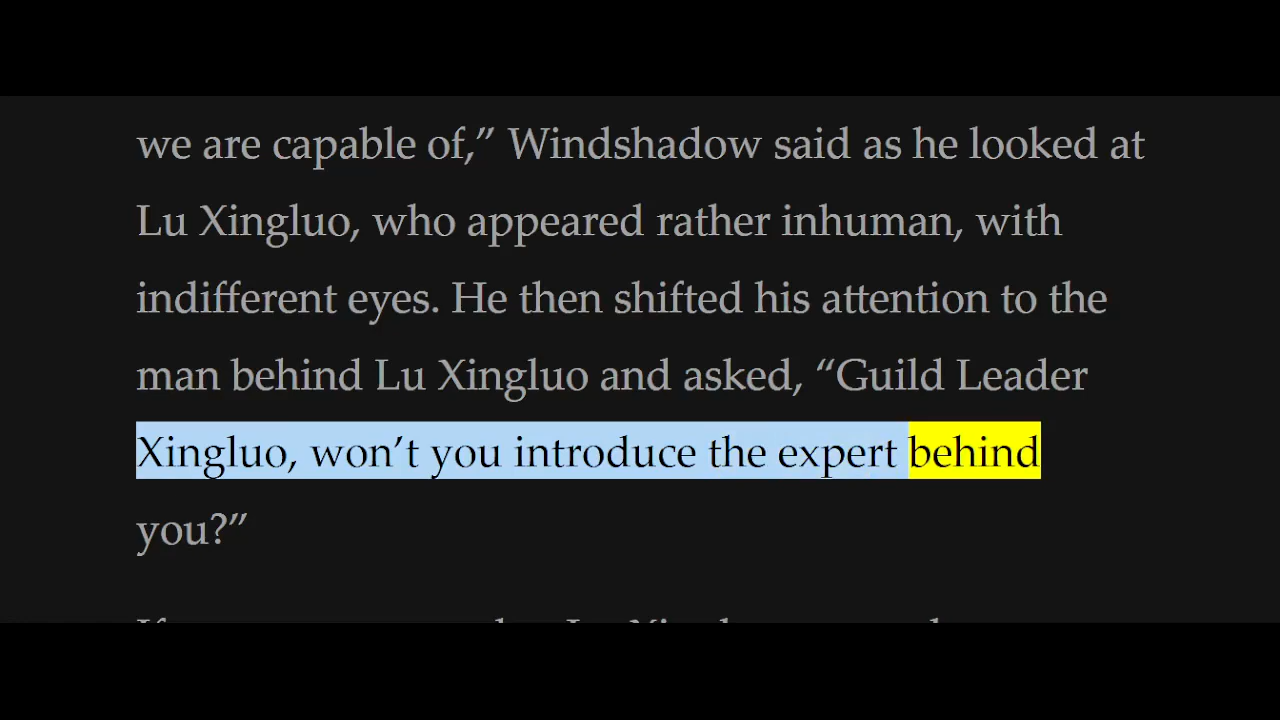 we are capable of,” Windshadow said as he looked at
Lu Xingluo, who appeared rather inhuman, with
indifferent eyes. He then shifted his attention to the
man behind Lu Xingluo and asked, “Guild Leader
Xingluo, won’t you introduce the expert behind
you?”